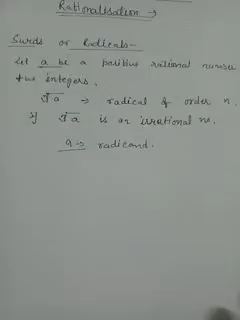 Rationalisation →
Surds or Radicals -
Let a be a positive rational number
+ve integers.
ⁿ√a → radical of order n.
If ⁿ√a is an irrational no.
a → radicand.